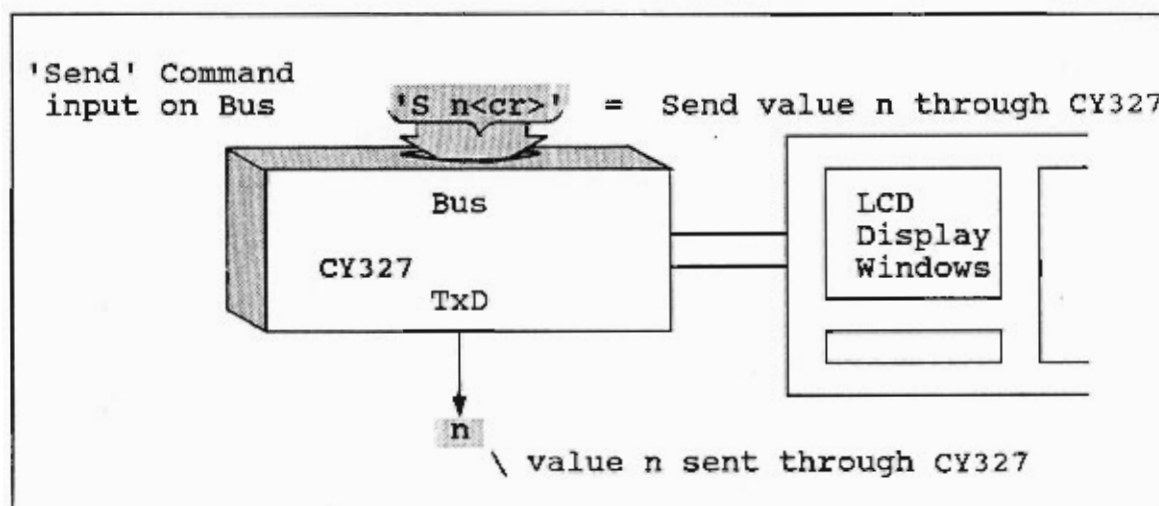 'Send' Command
input on Bus 'S n<cr>' = Send value n through CY327
Bus
CY327
TxD
LCD
Display
Windows
n
\ value n sent through CY327